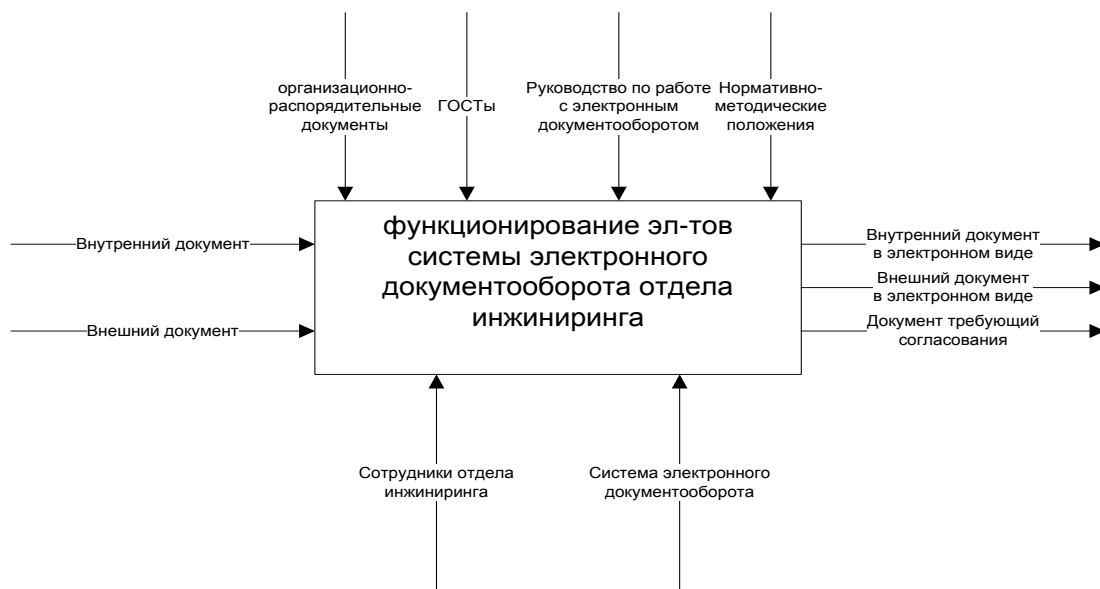 организационно-
распорядительные
документы
ГОСТы
Руководство по работе
с электронным
документооборотом
Нормативно-
методические
положения
функционирование эл-тов
системы электронного
документооборота отдела
инжиниринга
Внутренний документ
Внешний документ
Внутренний документ
в электронном виде
Внешний документ
в электронном виде
Документ требующий
согласования
Сотрудники отдела
инжиниринга
Система электронного
документооборота